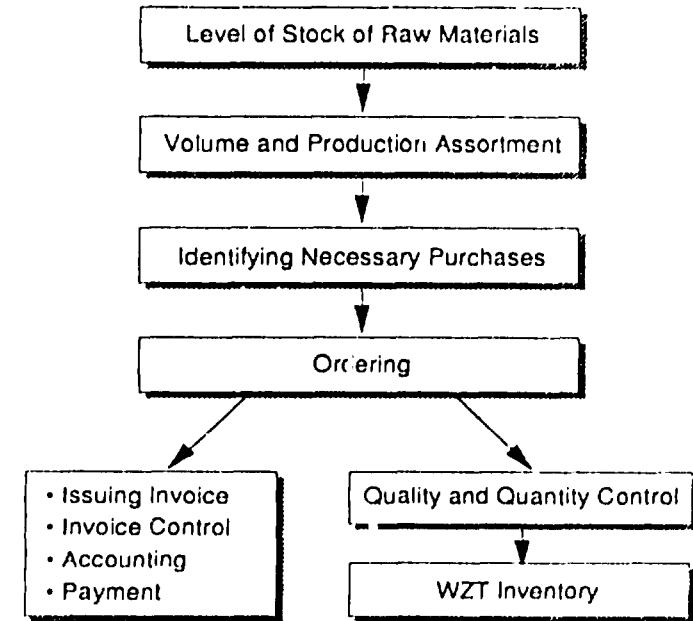 Level of Stock of Raw Materials
Volume and Production Assortment
Identifying Necessary Purchases
Ordering
• Issuing Invoice
• Invoice Control
• Accounting
• Payment
Quality and Quantity Control
WZT Inventory